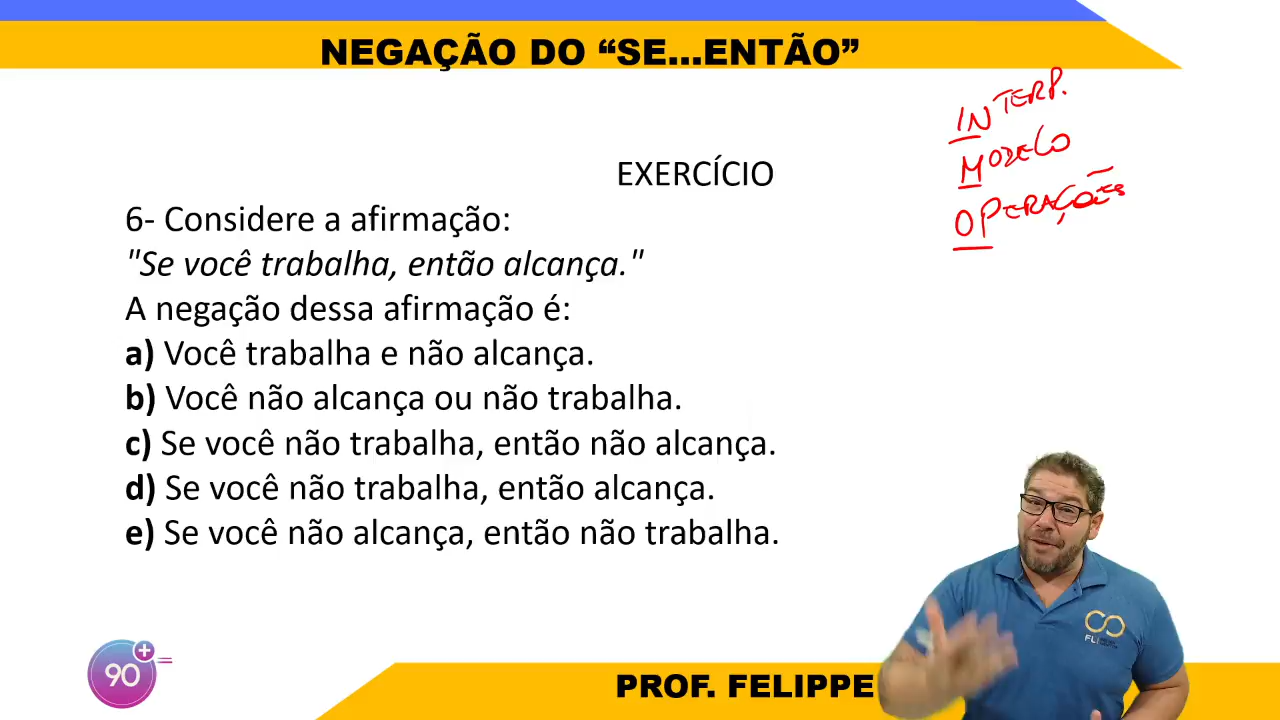 NEGAÇÃO DO “SE...ENTÃO”
INTERP.
MODELO
OPERAÇÕES
EXERCÍCIO
6- Considere a afirmação:
"Se você trabalha, então alcança."
A negação dessa afirmação é:
a) Você trabalha e não alcança.
b) Você não alcança ou não trabalha.
c) Se você não trabalha, então não alcança.
d) Se você não trabalha, então alcança.
e) Se você não alcança, então não trabalha.
90+
PROF. FELIPPE